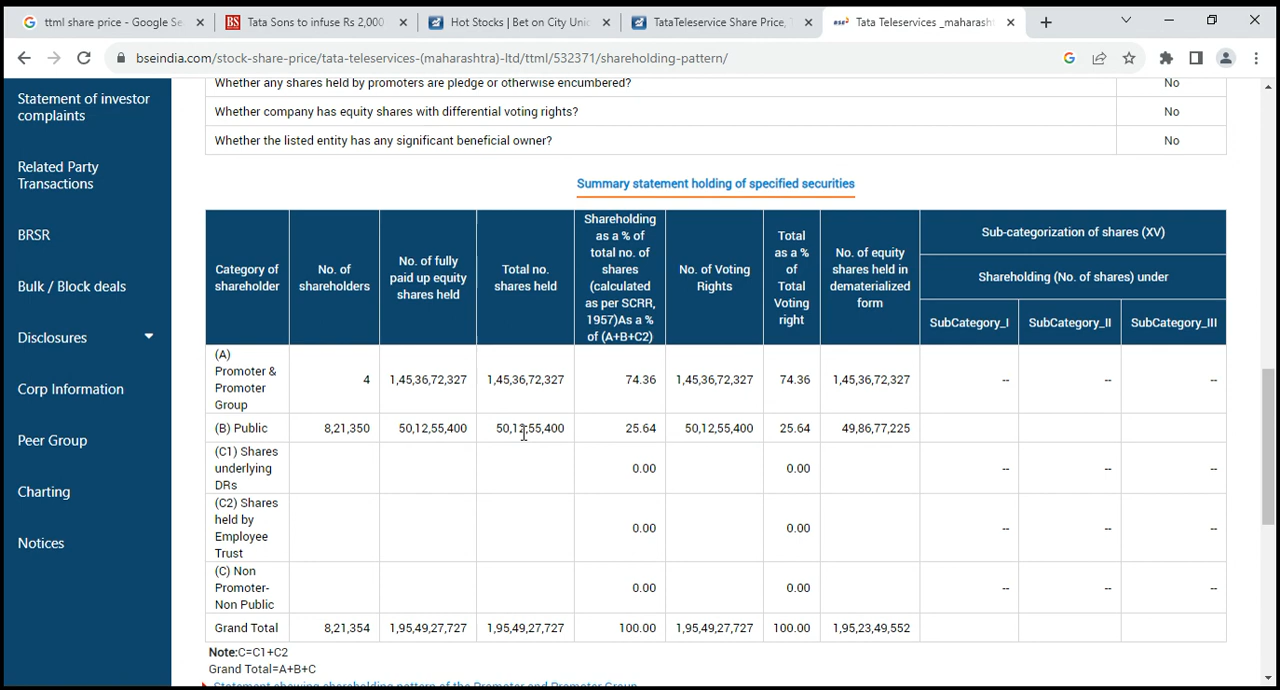 ttml share price - Google Se
Tata Sons to infuse Rs 2,000
Hot Stocks | Bet on City Unio
TataTeleservice Share Price,
Tata Teleservices _maharasht
bseindia.com/stock-share-price/tata-teleservices-(maharashtra)-ltd/ttml/532371/shareholding-pattern/
Statement of investor
complaints
Related Party
Transactions
BRSR
Bulk / Block deals
Disclosures
Corp Information
Peer Group
Charting
Notices
Whether any shares held by promoters are pledge or otherwise encumbered? No
Whether company has equity shares with differential voting rights? No
Whether the listed entity has any significant beneficial owner? No
Summary statement holding of specified securities
Category of
shareholder
No. of
shareholders
No. of fully
paid up equity
shares held
Total no.
shares held
Shareholding
as a % of
total no. of
shares
(calculated
as per SCRR,
1957)As a %
of (A+B+C2)
No. of Voting
Rights
Total
as a %
of
Total
Voting
right
No. of equity
shares held in
dematerialized
form
Sub-categorization of shares (XV)
Shareholding (No. of shares) under
SubCategory_I SubCategory_II SubCategory_III
(A)
Promoter &
Promoter
Group
4 1,45,36,72,327 1,45,36,72,327 74.36 1,45,36,72,327 74.36 1,45,36,72,327 -- -- --
(B) Public 8,21,350 50,12,55,400 50,12,55,400 25.64 50,12,55,400 25.64 49,86,77,225
(C1) Shares
underlying
DRs
0.00 0.00 -- -- --
(C2) Shares
held by
Employee
Trust
0.00 0.00 -- -- --
(C) Non
Promoter-
Non Public
0.00 0.00 -- -- --
Grand Total 8,21,354 1,95,49,27,727 1,95,49,27,727 100.00 1,95,49,27,727 100.00 1,95,23,49,552
Note:C=C1+C2
Grand Total=A+B+C
Statement showing shareholding pattern of the Promoter and Promoter Group